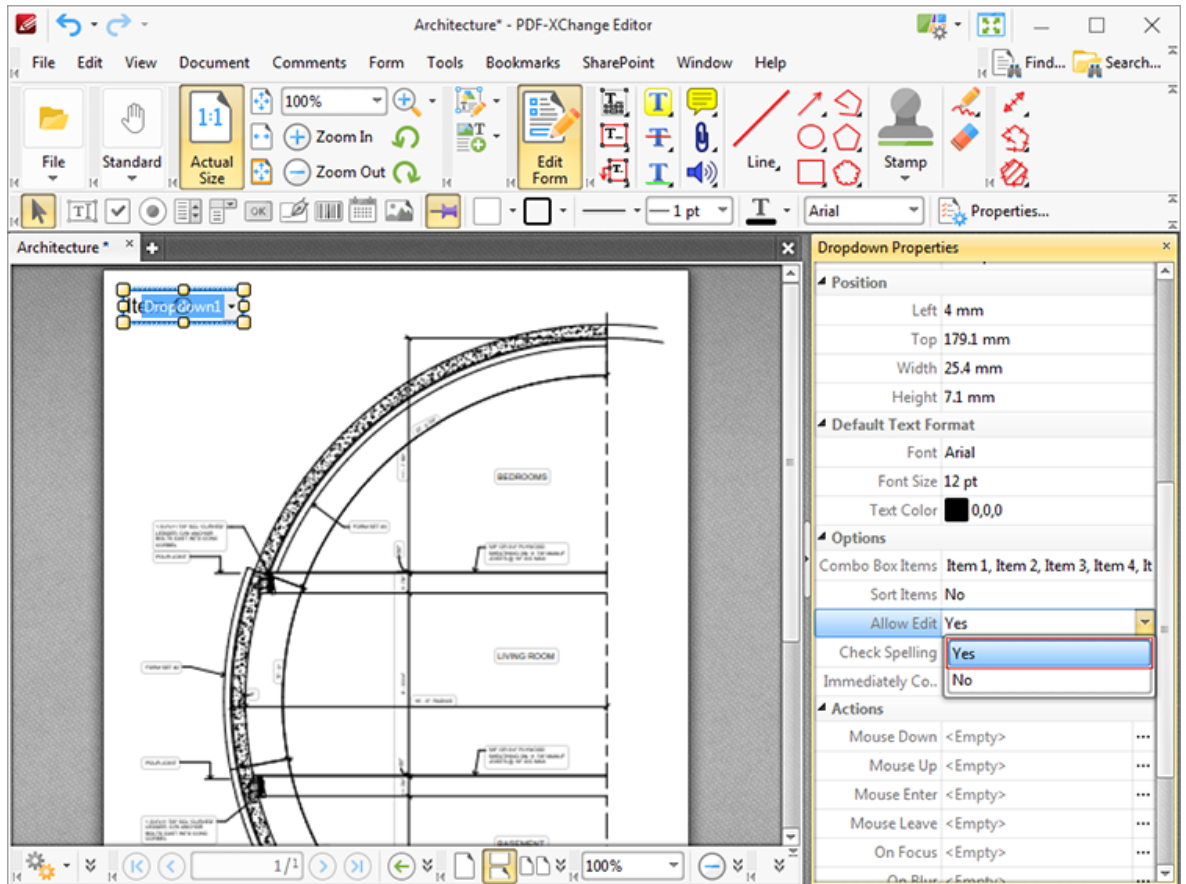 Architecture* - PDF-XChange Editor
File Edit View Document Comments Form Tools Bookmarks SharePoint Window Help
Find... Search...
File
Standard
1:1
Actual Size
100%
Zoom In
Zoom Out
Edit Form
Line
Stamp
OK
1 pt
Arial
Properties...
Architecture *
Dropdown Properties
Dropdown1
Position
Left 4 mm
Top 179.1 mm
Width 25.4 mm
Height 7.1 mm
Default Text Format
Font Arial
Font Size 12 pt
Text Color 0,0,0
Options
Combo Box Items Item 1, Item 2, Item 3, Item 4, It
Sort Items No
Allow Edit Yes
Check Spelling
Yes
Immediately Co..
No
Actions
Mouse Down <Empty> ...
Mouse Up <Empty> ...
Mouse Enter <Empty> ...
Mouse Leave <Empty> ...
On Focus <Empty> ...
On Blur <Empty>
BEDROOMS
LIVING ROOM
BASEMENT
1/1
100%